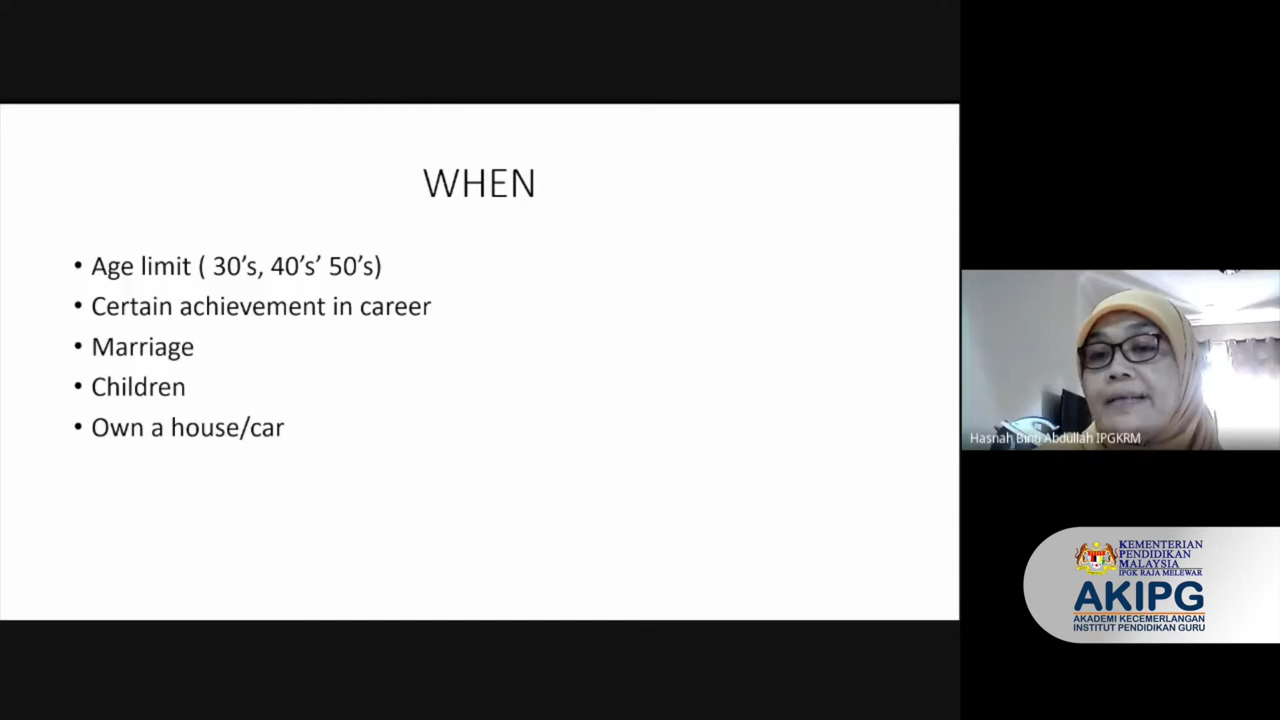 WHEN
• Age limit ( 30’s, 40’s’ 50’s)
• Certain achievement in career
• Marriage
• Children
• Own a house/car
Hasnah Binti Abdullah IPGKRM
KEMENTERIAN
PENDIDIKAN
MALAYSIA
IPGK RAJA MELEWAR
AKIPG
AKADEMI KECEMERLANGAN
INSTITUT PENDIDIKAN GURU